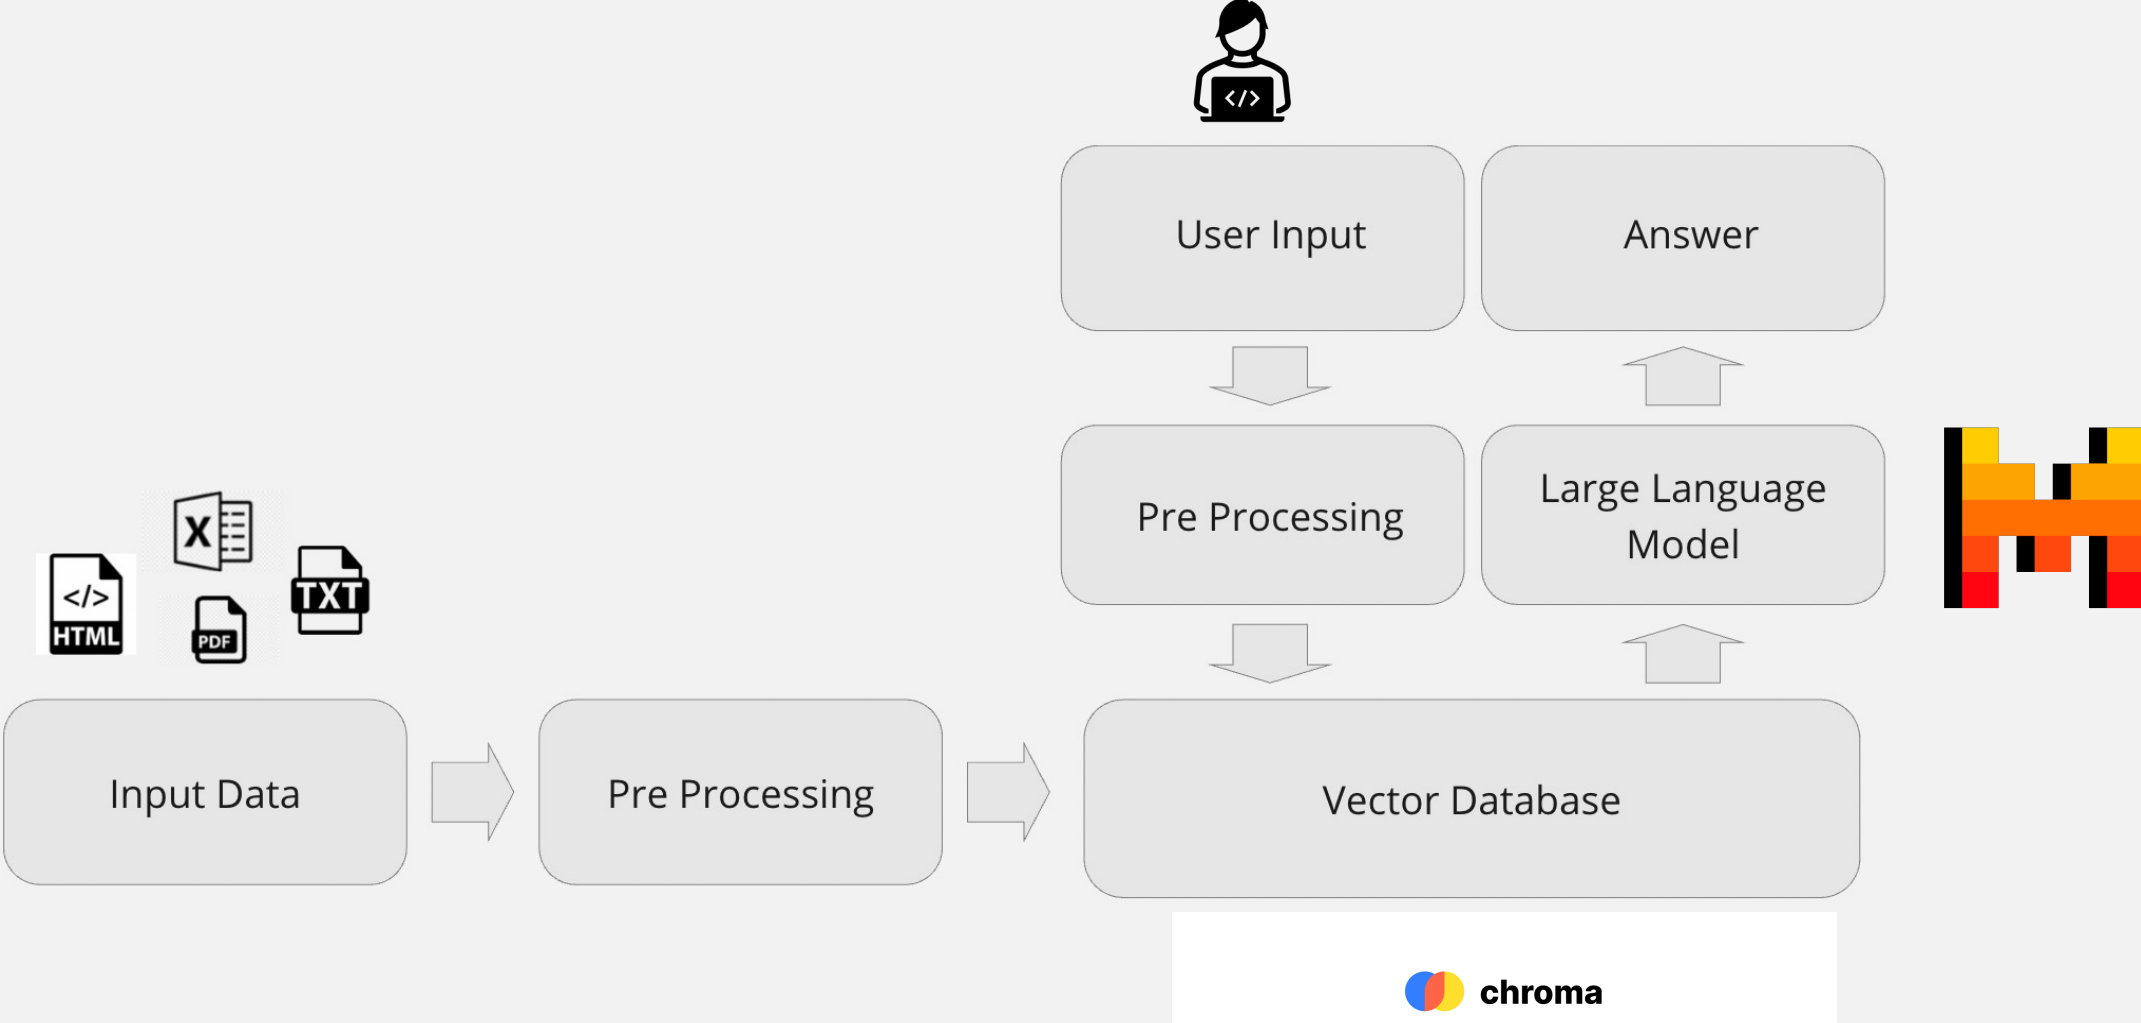 </>
User Input
Answer
Pre Processing
Large Language
Model
X
</>
HTML
PDF
TXT
Input Data
Pre Processing
Vector Database
chroma